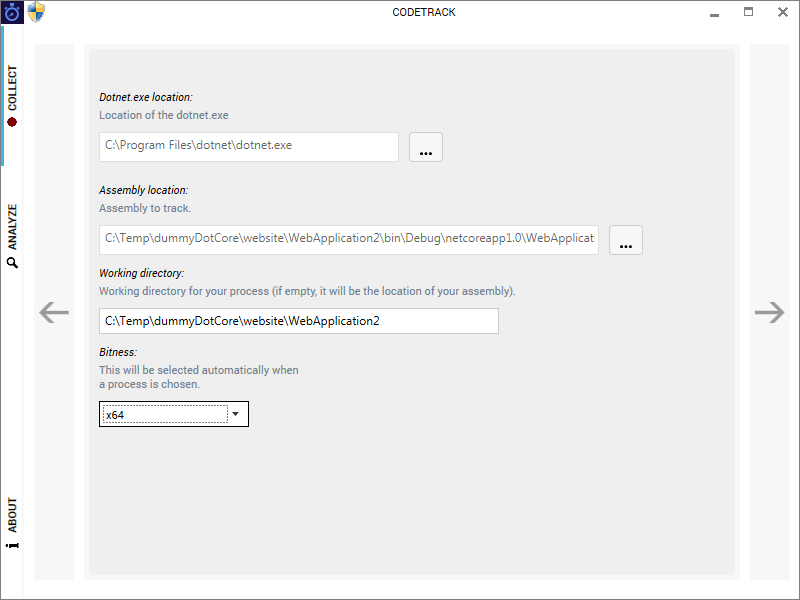 CODETRACK
COLLECT
ANALYZE
ABOUT
Dotnet.exe location:
Location of the dotnet.exe
C:\Program Files\dotnet\dotnet.exe
...
Assembly location:
Assembly to track.
C:\Temp\dummyDotCore\website\WebApplication2\bin\Debug\netcoreapp1.0\WebApplicat
...
Working directory:
Working directory for your process (if empty, it will be the location of your assembly).
C:\Temp\dummyDotCore\website\WebApplication2
Bitness:
This will be selected automatically when
a process is chosen.
x64